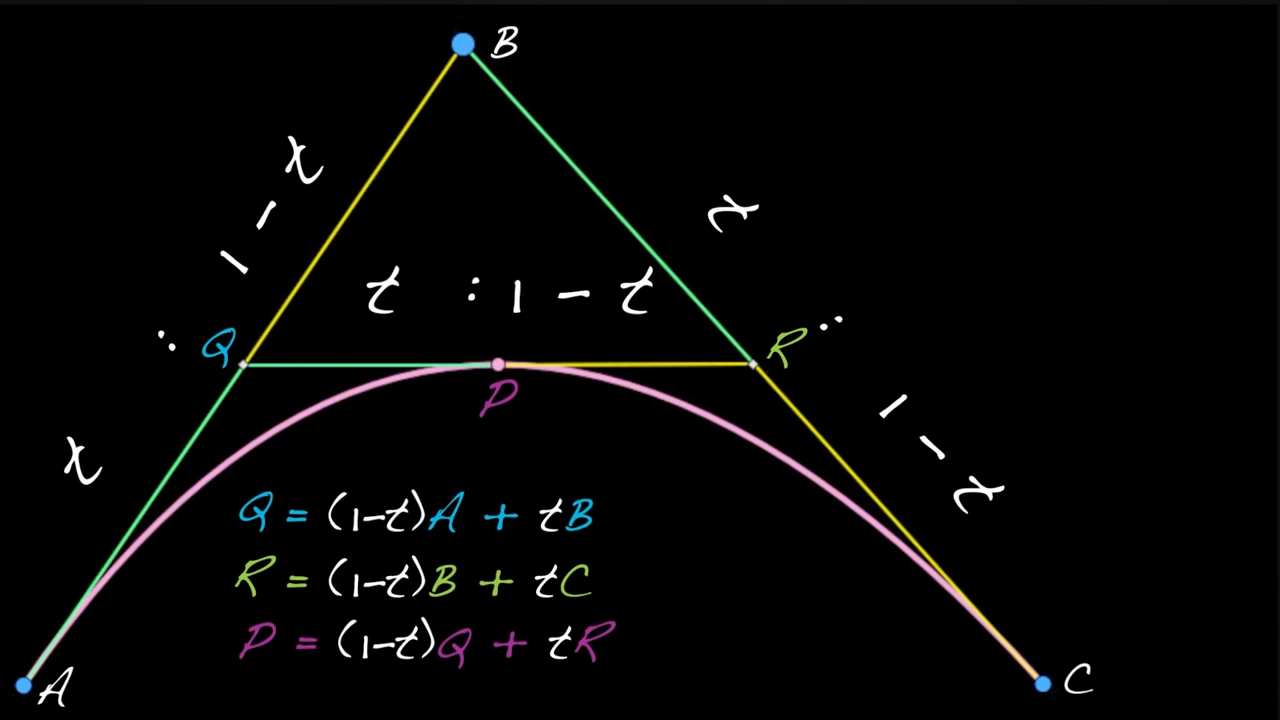 B
t
1 - t
:
t
t : 1 - t
Q
R
:
P
1 - t
t
Q = (1-t)A + tB
R = (1-t)B + tC
P = (1-t)Q + tR
A
C